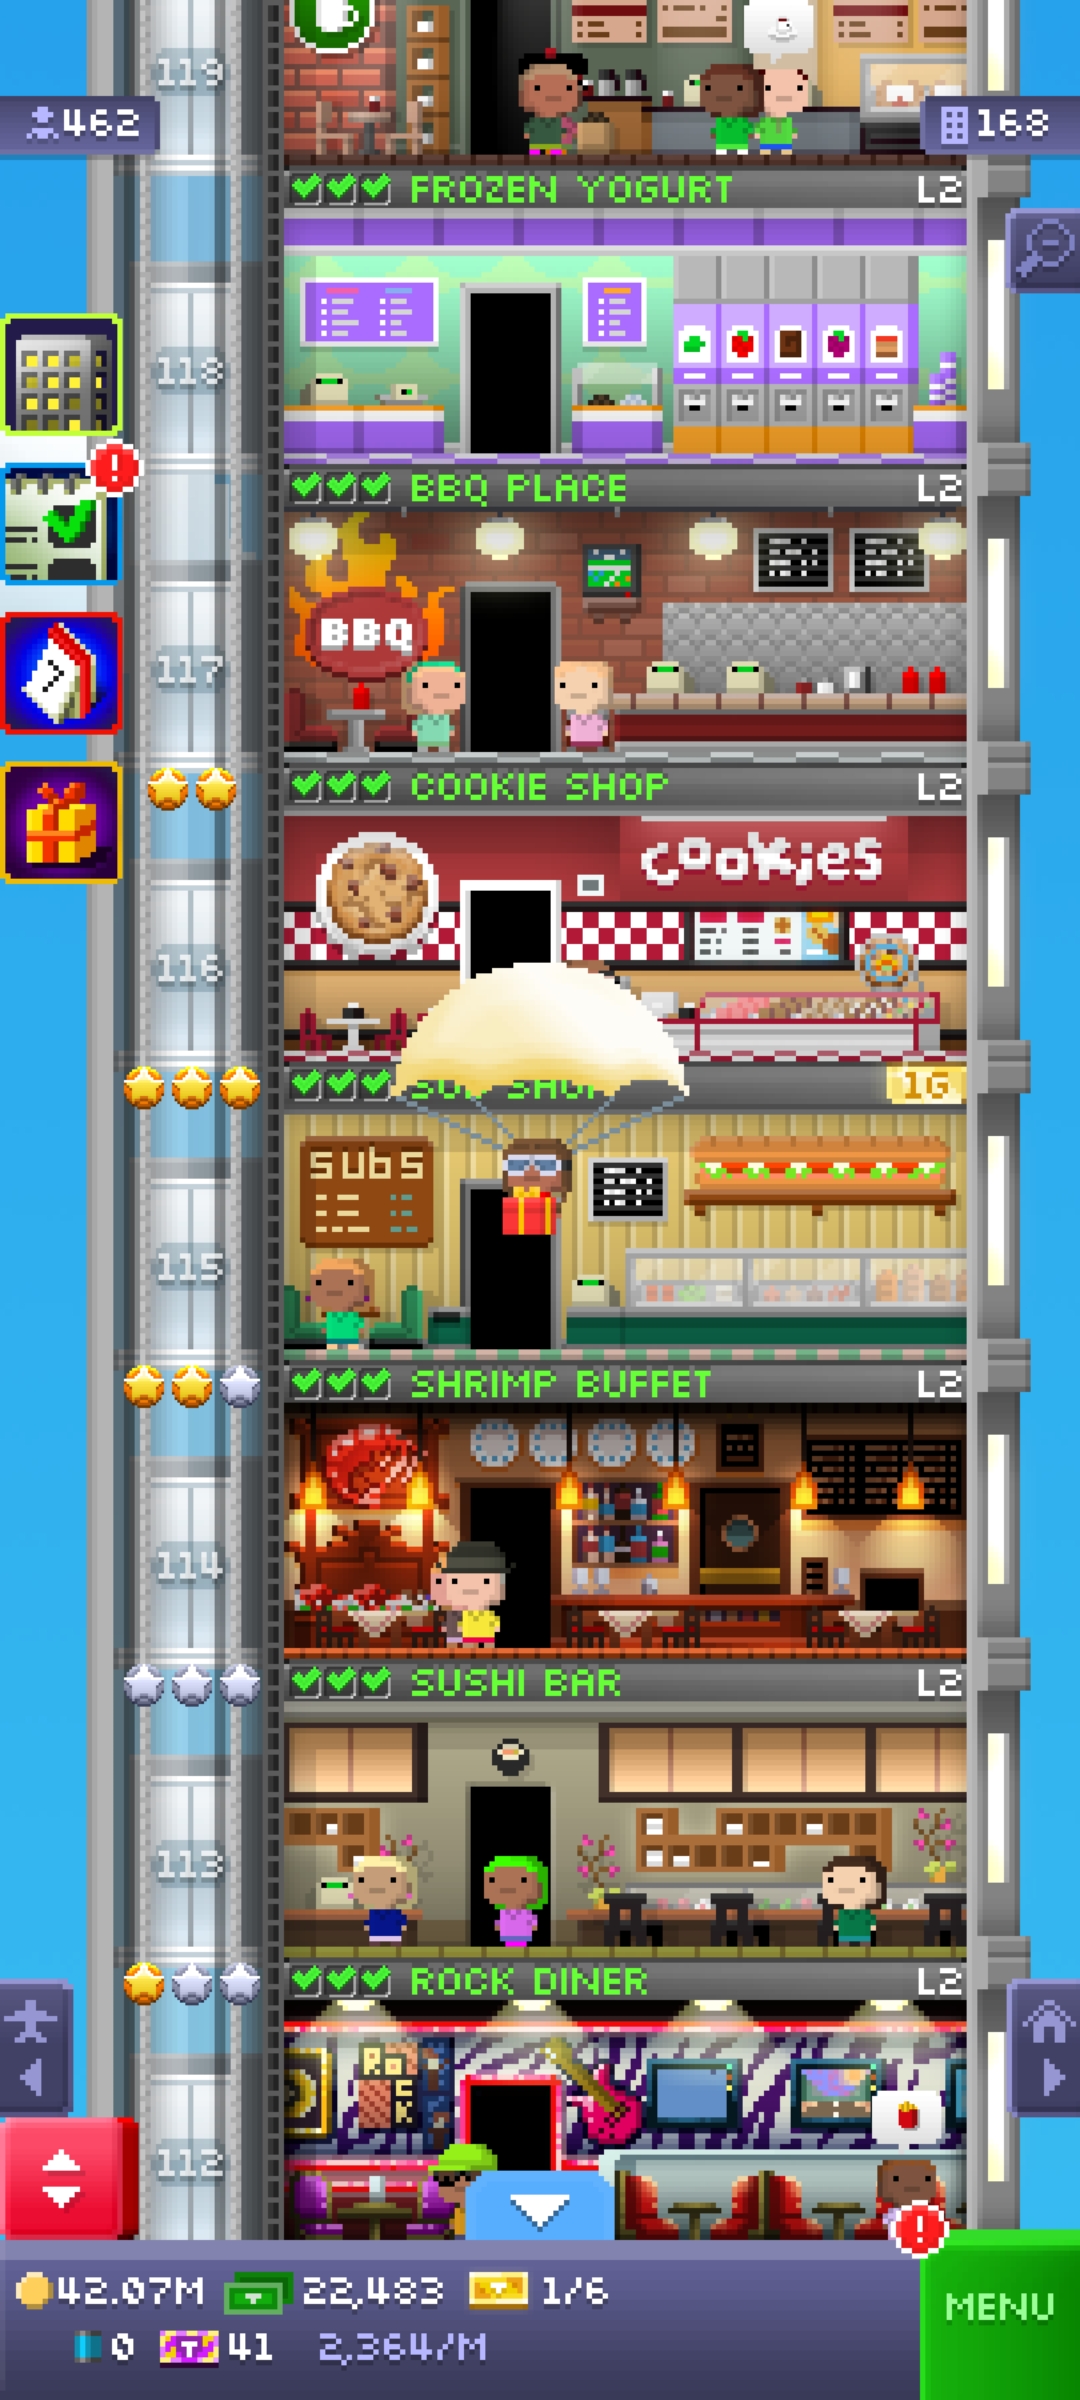 119
462
168
FROZEN YOGURT L2
118
BBQ PLACE L2
BBQ
117
COOKIE SHOP L2
cookies
116
1G
SUBS
115
SHRIMP BUFFET L2
114
SUSHI BAR L2
113
ROCK DINER L2
ROCK
112
42.07M 22,483 1/6
MENU
0 41 2,364/M